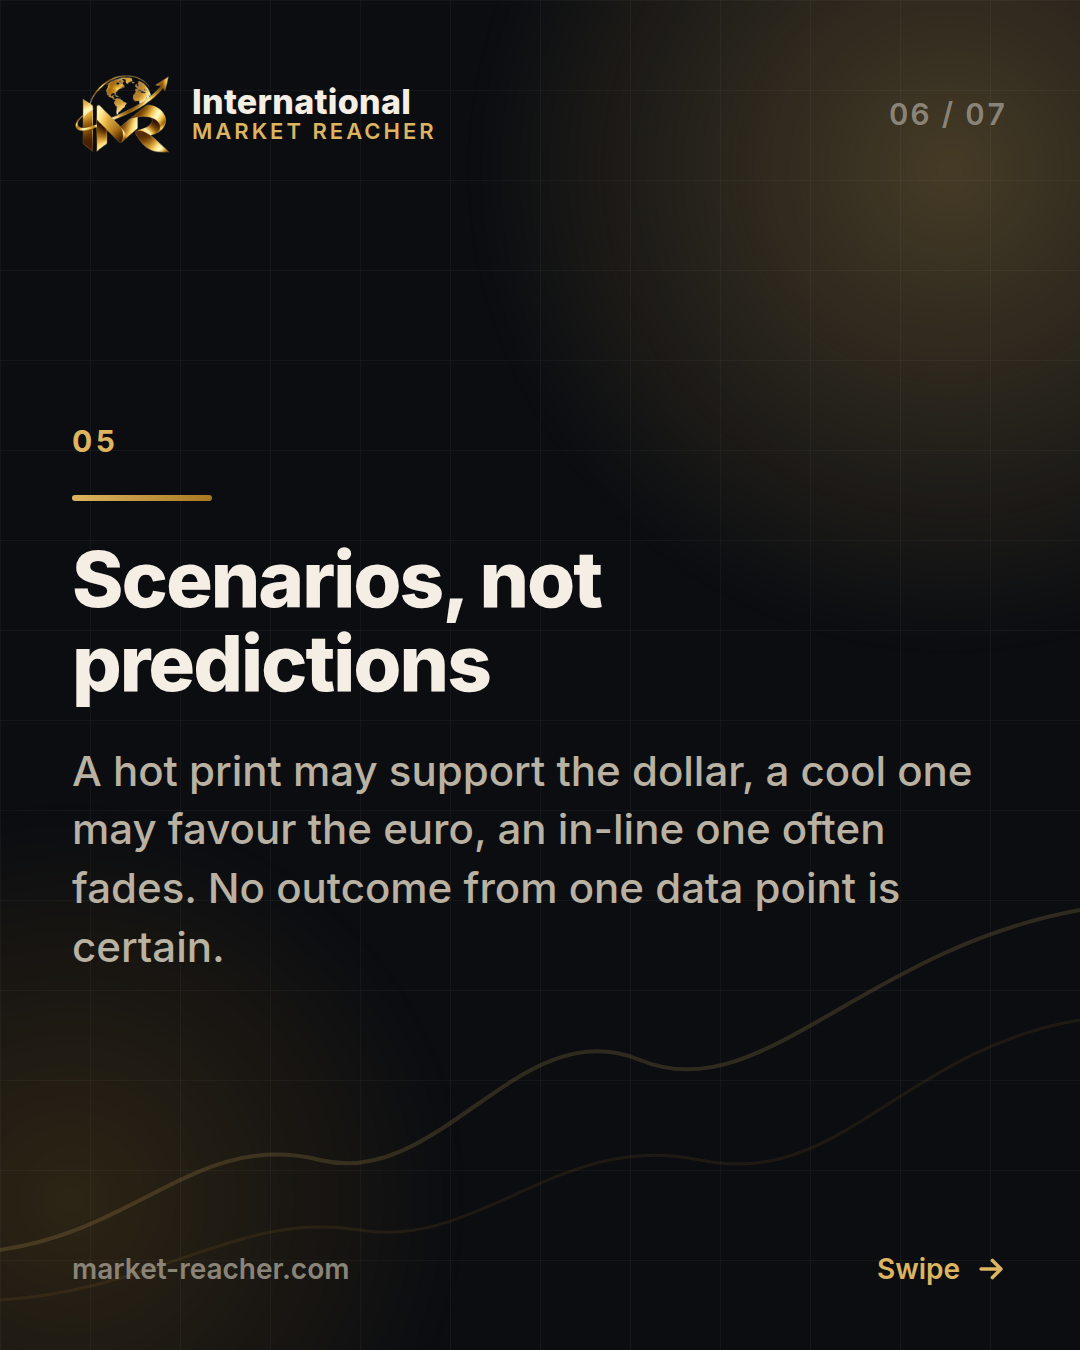 IMR
International
MARKET REACHER
06 / 07
05
Scenarios, not
predictions
A hot print may support the dollar, a cool one
may favour the euro, an in-line one often
fades. No outcome from one data point is
certain.
market-reacher.com
Swipe →